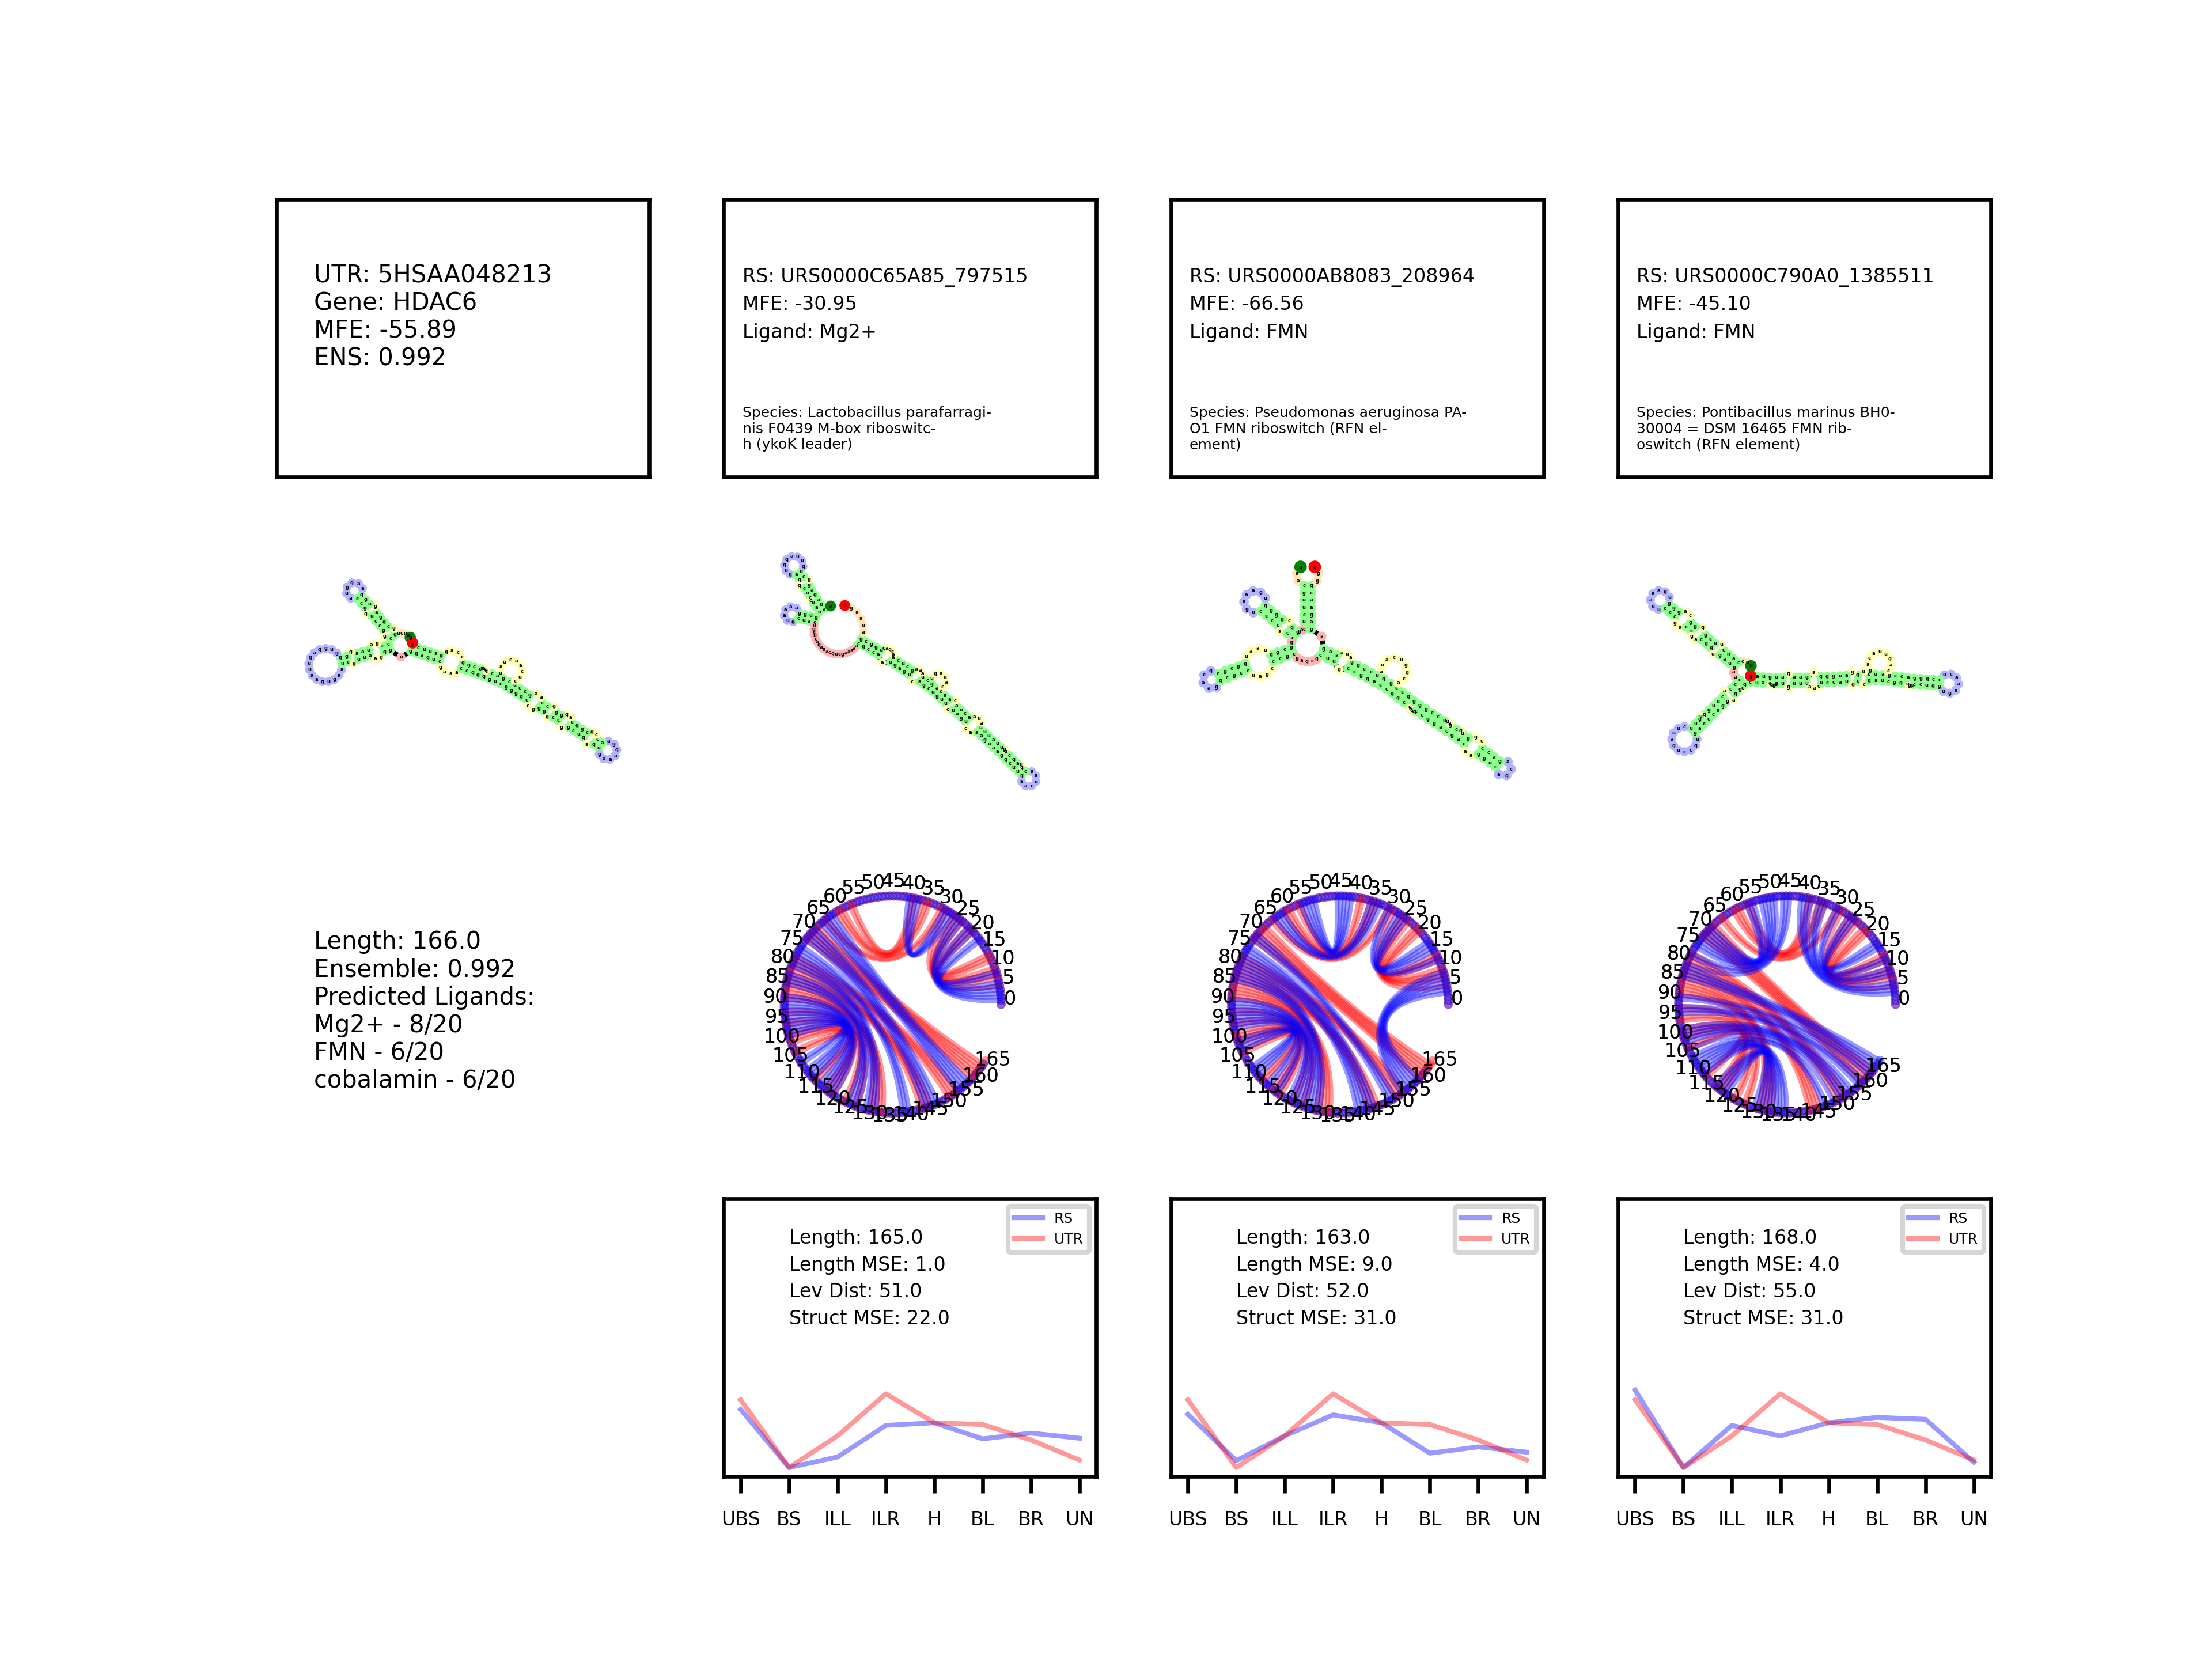 UTR: 5HSAA048213
Gene: HDAC6
MFE: -55.89
ENS: 0.992
RS: URS0000C65A85_797515
MFE: -30.95
Ligand: Mg2+
Species: Lactobacillus parafarragi-
nis F0439 M-box riboswitc-
h (ykoK leader)
RS: URS0000AB8083_208964
MFE: -66.56
Ligand: FMN
Species: Pseudomonas aeruginosa PA-
O1 FMN riboswitch (RFN el-
ement)
RS: URS0000C790A0_1385511
MFE: -45.10
Ligand: FMN
Species: Pontibacillus marinus BH0-
30004 = DSM 16465 FMN rib-
oswitch (RFN element)
Length: 166.0
Ensemble: 0.992
Predicted Ligands:
Mg2+ - 8/20
FMN - 6/20
cobalamin - 6/20
0 5 10 15 20 25 30 35 40 45 50 55 60 65 70 75 80 85 90 95 100 105 110 115 120 125 130 135 140 145 150 155 160 165
0 5 10 15 20 25 30 35 40 45 50 55 60 65 70 75 80 85 90 95 100 105 110 115 120 125 130 135 140 145 150 155 160 165
0 5 10 15 20 25 30 35 40 45 50 55 60 65 70 75 80 85 90 95 100 105 110 115 120 125 130 135 140 145 150 155 160 165
RS
UTR
Length: 165.0
Length MSE: 1.0
Lev Dist: 51.0
Struct MSE: 22.0
UBS BS ILL ILR H BL BR UN
RS
UTR
Length: 163.0
Length MSE: 9.0
Lev Dist: 52.0
Struct MSE: 31.0
UBS BS ILL ILR H BL BR UN
RS
UTR
Length: 168.0
Length MSE: 4.0
Lev Dist: 55.0
Struct MSE: 31.0
UBS BS ILL ILR H BL BR UN